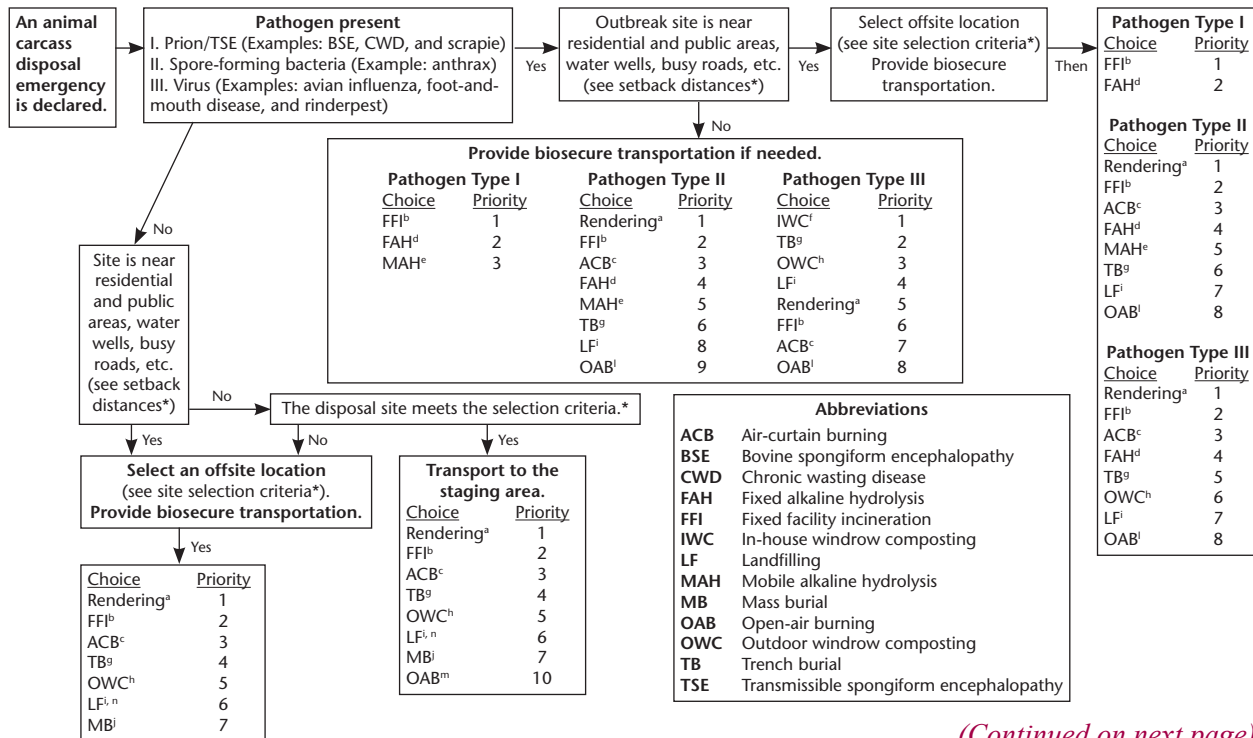 An animal
carcass
disposal
emergency
is declared.
Pathogen present
I. Prion/TSE (Examples: BSE, CWD, and scrapie)
II. Spore-forming bacteria (Example: anthrax)
III. Virus (Examples: avian influenza, foot-and-
mouth disease, and rinderpest)
Yes
Outbreak site is near
residential and public areas,
water wells, busy roads, etc.
(see setback distances*)
Yes
Select offsite location
(see site selection criteria*)
Provide biosecure
transportation.
Then
Pathogen Type I
Choice Priority
FFIᵇ 1
FAHᵈ 2
Pathogen Type II
Choice Priority
Renderingᵃ 1
FFIᵇ 2
ACBᶜ 3
FAHᵈ 4
MAHᵉ 5
TBᵍ 6
LFⁱ 7
OABˡ 8
Pathogen Type III
Choice Priority
Renderingᵃ 1
FFIᵇ 2
ACBᶜ 3
FAHᵈ 4
TBᵍ 5
OWCʰ 6
LFⁱ 7
OABˡ 8
No
Provide biosecure transportation if needed.
Pathogen Type I
Choice Priority
FFIᵇ 1
FAHᵈ 2
MAHᵉ 3
Pathogen Type II
Choice Priority
Renderingᵃ 1
FFIᵇ 2
ACBᶜ 3
FAHᵈ 4
MAHᵉ 5
TBᵍ 6
LFⁱ 8
OABˡ 9
Pathogen Type III
Choice Priority
IWCᶠ 1
TBᵍ 2
OWCʰ 3
LFⁱ 4
Renderingᵃ 5
FFIᵇ 6
ACBᶜ 7
OABˡ 8
No
Site is near
residential
and public
areas, water
wells, busy
roads, etc.
(see setback
distances*)
No
The disposal site meets the selection criteria.*
Yes
No
Yes
Select an offsite location
(see site selection criteria*).
Provide biosecure transportation.
Yes
Choice Priority
Renderingᵃ 1
FFIᵇ 2
ACBᶜ 3
TBᵍ 4
OWCʰ 5
LFⁱ, ⁿ 6
MBʲ 7
Transport to the
staging area.
Choice Priority
Renderingᵃ 1
FFIᵇ 2
ACBᶜ 3
TBᵍ 4
OWCʰ 5
LFⁱ, ⁿ 6
MBʲ 7
OABᵐ 10
Abbreviations
ACB Air-curtain burning
BSE Bovine spongiform encephalopathy
CWD Chronic wasting disease
FAH Fixed alkaline hydrolysis
FFI Fixed facility incineration
IWC In-house windrow composting
LF Landfilling
MAH Mobile alkaline hydrolysis
MB Mass burial
OAB Open-air burning
OWC Outdoor windrow composting
TB Trench burial
TSE Transmissible spongiform encephalopathy
(Continued on next page)